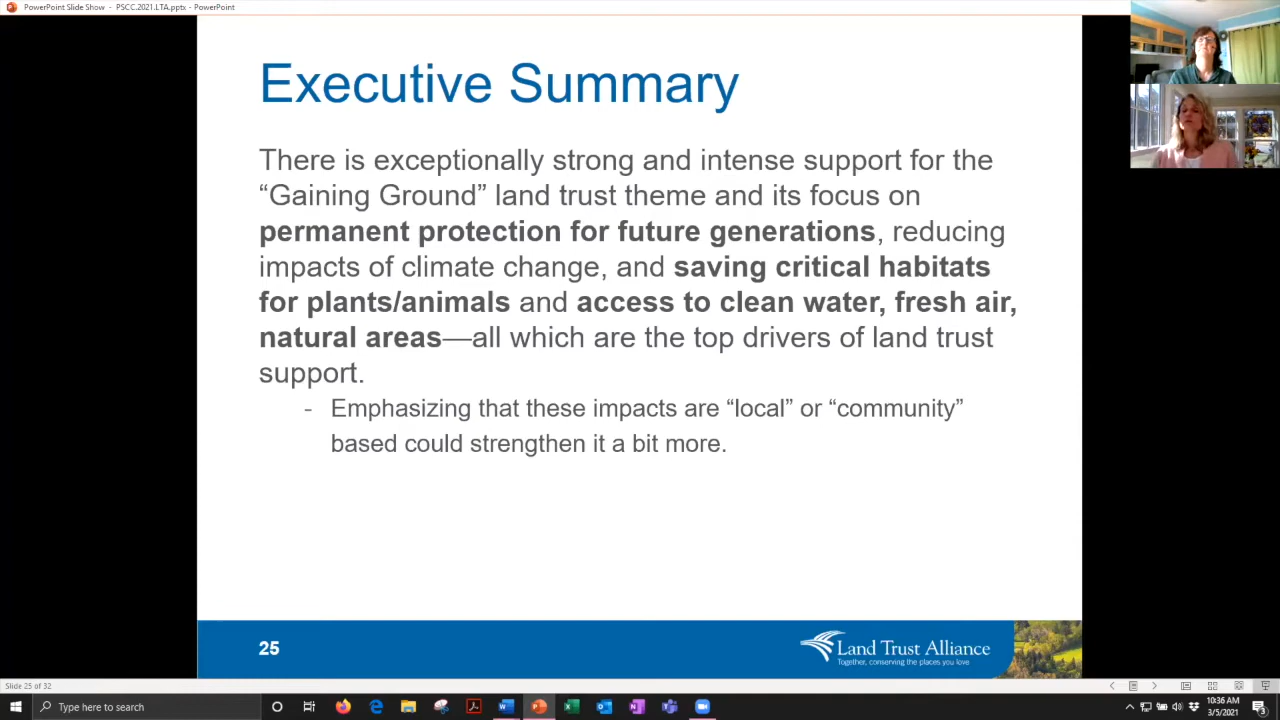 PowerPoint Slide Show - PSCC.2021.LTA.pptx - PowerPoint
Executive Summary
There is exceptionally strong and intense support for the
“Gaining Ground” land trust theme and its focus on
permanent protection for future generations, reducing
impacts of climate change, and saving critical habitats
for plants/animals and access to clean water, fresh air,
natural areas—all which are the top drivers of land trust
support.
- Emphasizing that these impacts are “local” or “community”
based could strengthen it a bit more.
25
Land Trust Alliance
Together, conserving the places you love
Slide 25 of 32
Type here to search
10:36 AM
3/5/2021
3